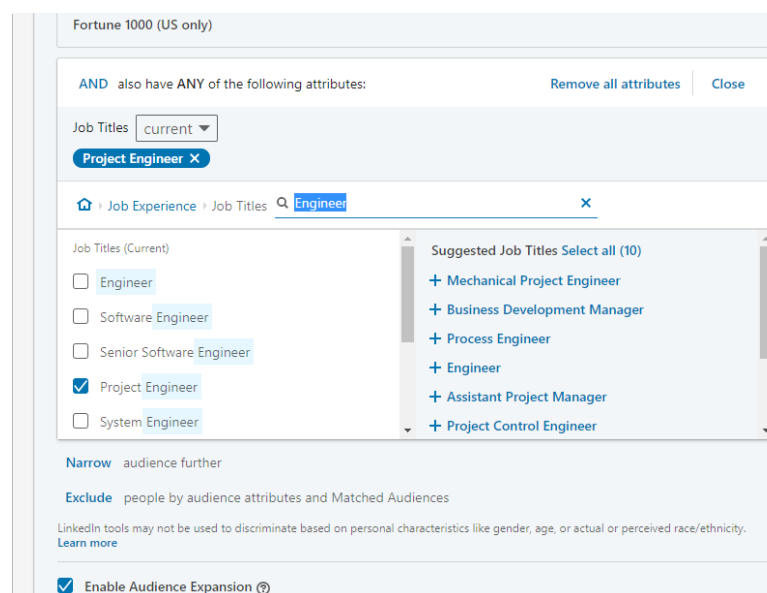 Fortune 1000 (US only)
AND also have ANY of the following attributes:
Remove all attributes
Close
Job Titles current
Project Engineer X
Job Experience Job Titles Engineer
Job Titles (Current)
Engineer
Software Engineer
Senior Software Engineer
Project Engineer
System Engineer
Suggested Job Titles Select all (10)
+ Mechanical Project Engineer
+ Business Development Manager
+ Process Engineer
+ Engineer
+ Assistant Project Manager
+ Project Control Engineer
Narrow audience further
Exclude people by audience attributes and Matched Audiences
LinkedIn tools may not be used to discriminate based on personal characteristics like gender, age, or actual or perceived race/ethnicity.
Learn more
Enable Audience Expansion ?